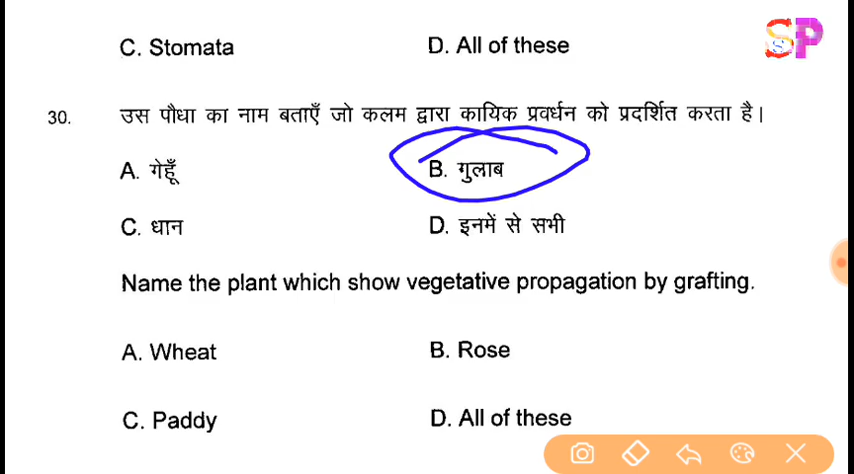 C. Stomata D. All of these
SP
30. उस पौधा का नाम बताएँ जो कलम द्वारा कायिक प्रवर्धन को प्रदर्शित करता है।
A. गेहूँ B. गुलाब
C. धान D. इनमें से सभी
Name the plant which show vegetative propagation by grafting.
A. Wheat B. Rose
C. Paddy D. All of these